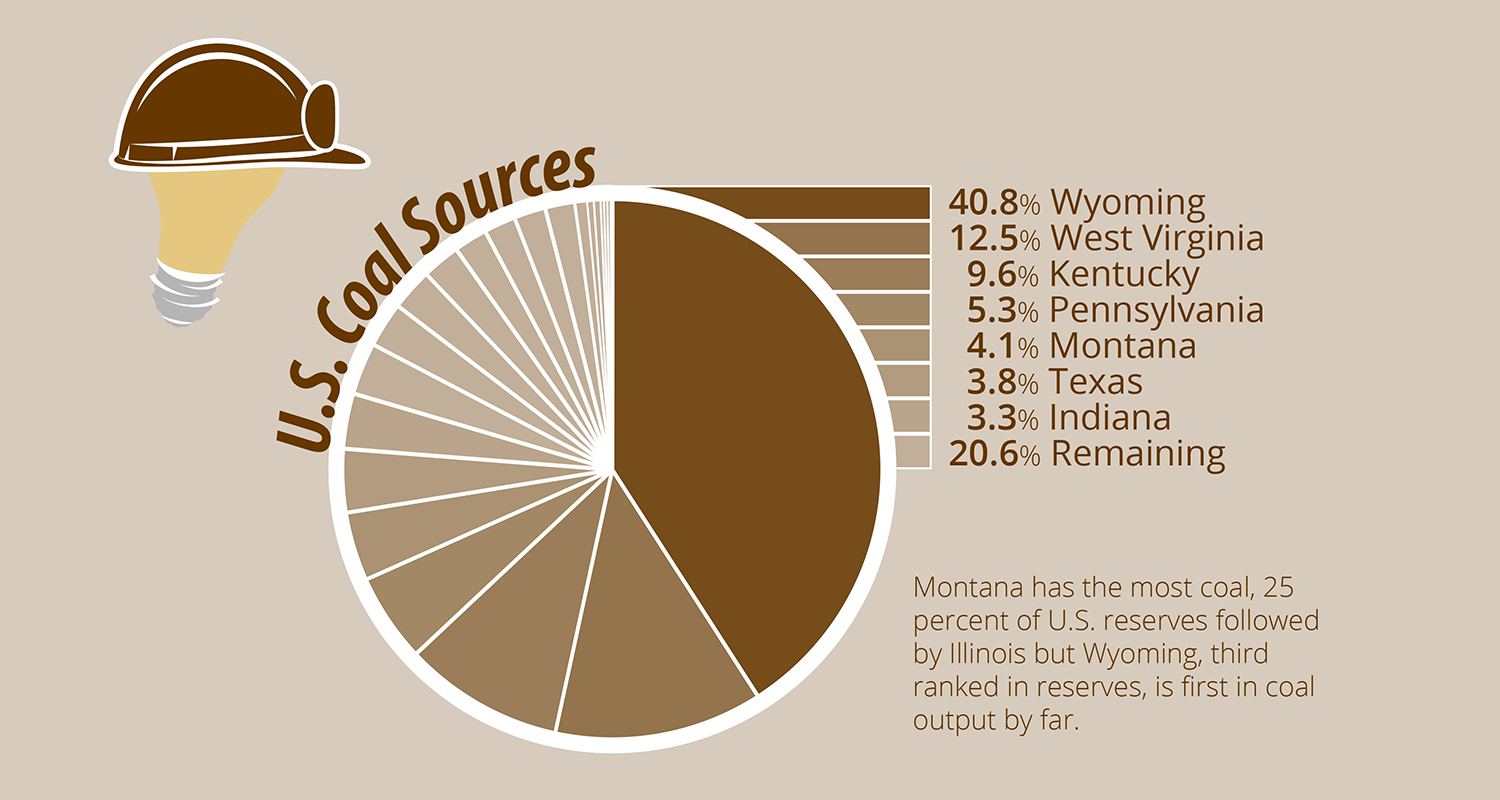 U.S. Coal Sources
40.8% Wyoming
12.5% West Virginia
9.6% Kentucky
5.3% Pennsylvania
4.1% Montana
3.8% Texas
3.3% Indiana
20.6% Remaining
Montana has the most coal, 25
percent of U.S. reserves followed
by Illinois but Wyoming, third
ranked in reserves, is first in coal
output by far.